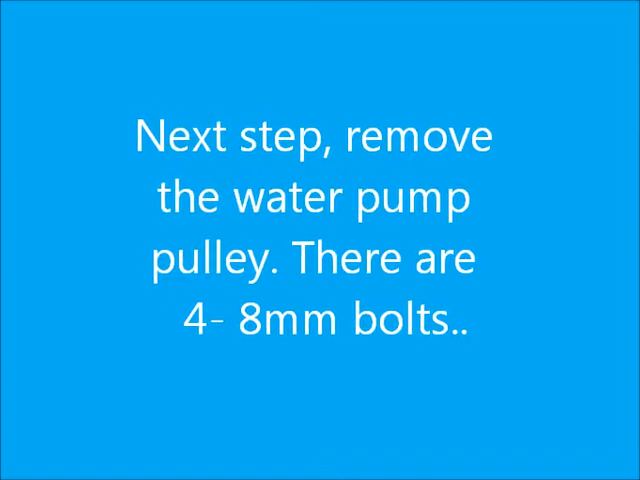 Next step, remove
the water pump
pulley. There are
4- 8mm bolts..